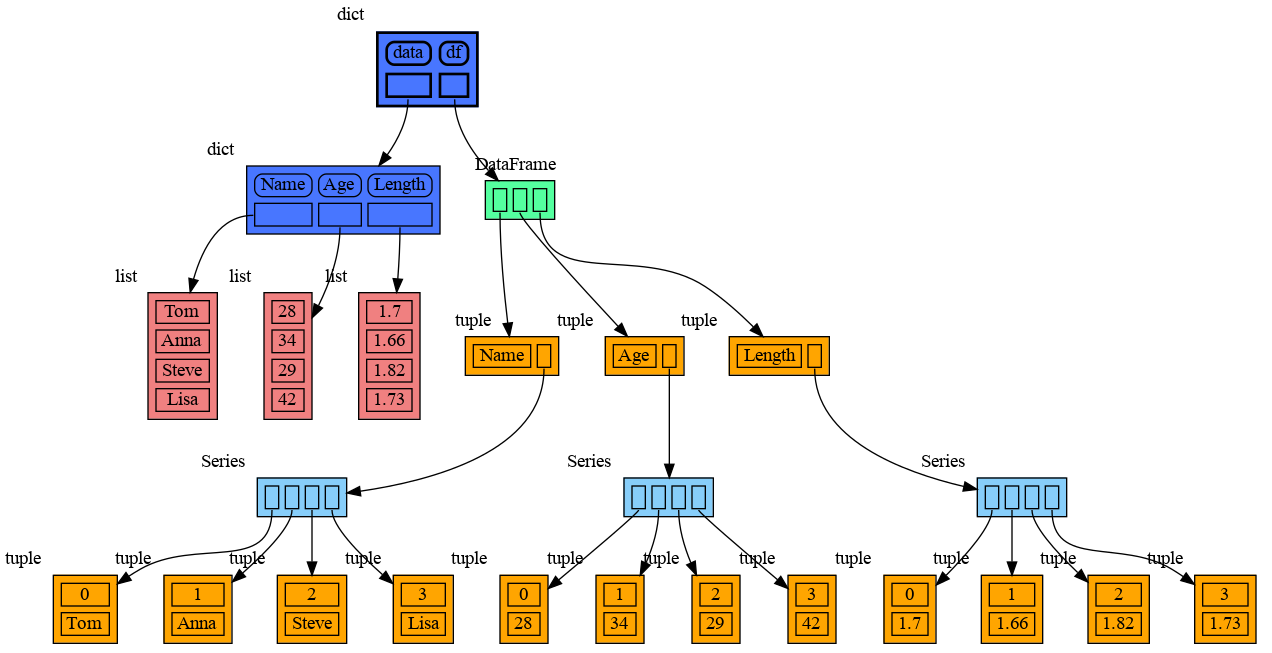 dict
data df
dict
DataFrame
Name Age Length
list list list
Tom 28 1.7
Anna 34 1.66
Steve 29 1.82
Lisa 42 1.73
tuple tuple tuple
Name Age Length
Series Series Series
tuple tuple tuple tuple tuple tuple tuple tuple tuple tuple tuple tuple
0 1 2 3 0 1 2 3 0 1 2 3
Tom Anna Steve Lisa 28 34 29 42 1.7 1.66 1.82 1.73